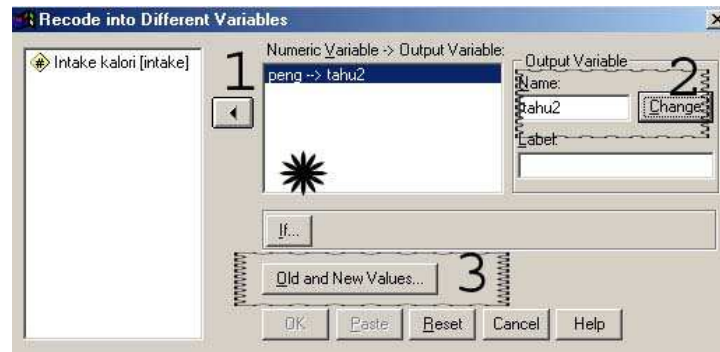 Recode into Different Variables
Intake kalori [intake]
1
Numeric Variable -> Output Variable:
peng --> tahu2
Output Variable
2
Name:
tahu2
Change
Label:
If...
Old and New Values...
3
OK
Paste
Reset
Cancel
Help